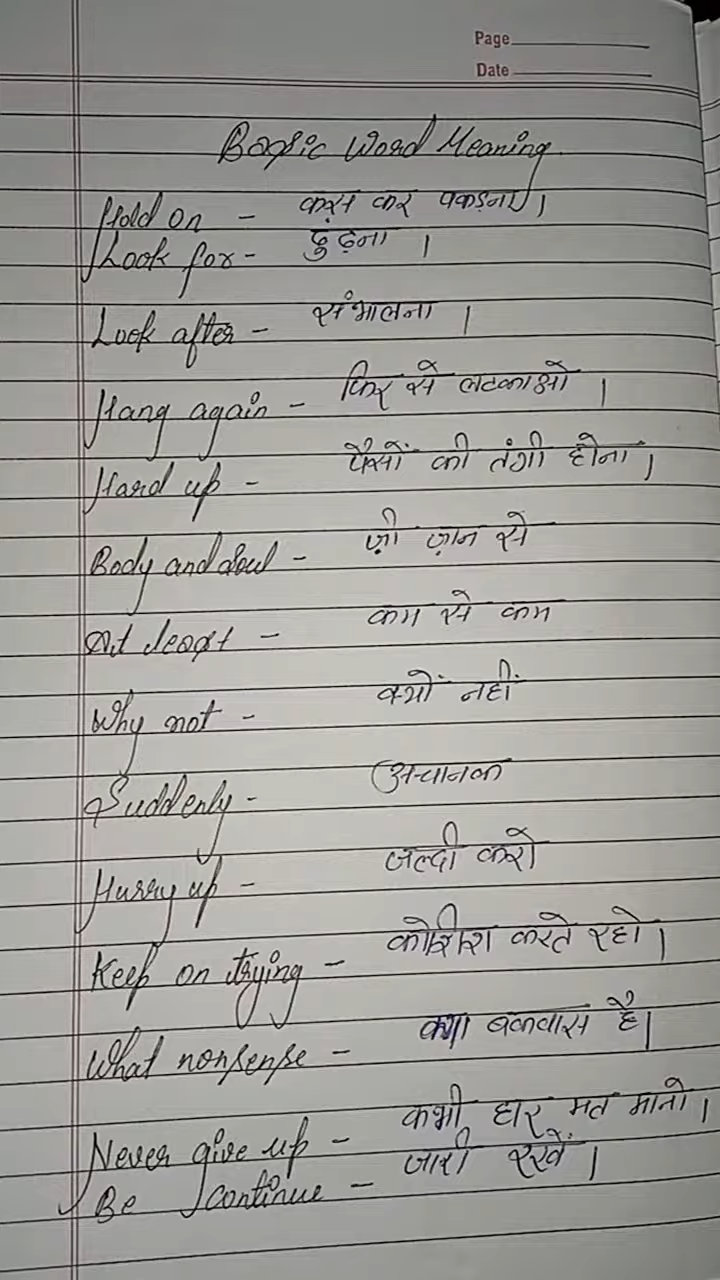 Page
Date
Basic Word Meaning
Hold on - कस कर पकड़ना।
Look for - ढुढ़ना ।
Look after - संभालना ।
Hang again - फिर से लटकाओ ।
Hard up - पैसों की तंगी होना ।
Body and soul - ज़ी ज़ान से
At least - कम से कम
Why not - क्यों नहीं
Suddenly - अचानक
Hurry up - जल्दी करो
Keep on trying - कोशिश करते रहो ।
What nonsense - क्या बकवास है।
Never give up - कभी हार मत मानो ।
Be continue - जारी रखें ।